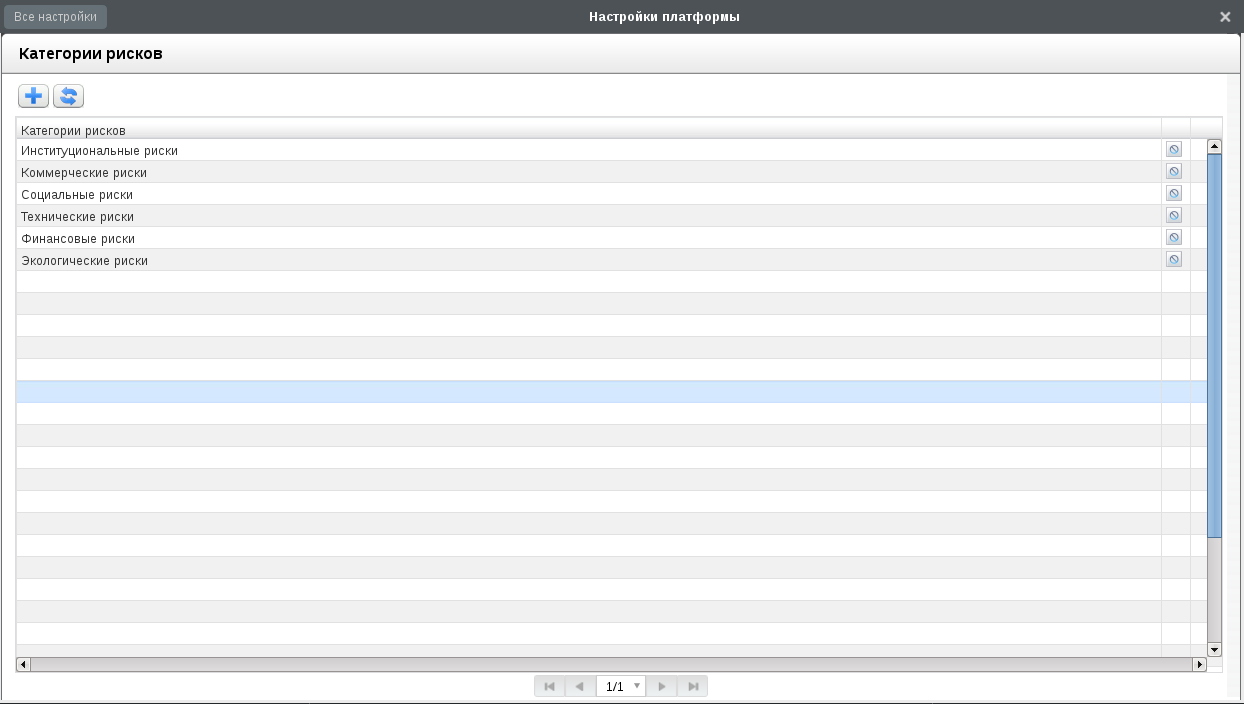 Все настройки
Настройки платформы
Категории рисков
Категории рисков
Институциональные риски
Коммерческие риски
Социальные риски
Технические риски
Финансовые риски
Экологические риски
1/1